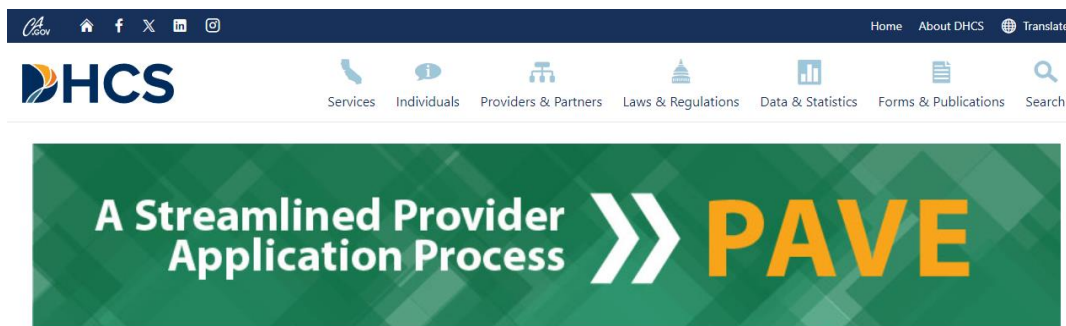 CA.GOV
Home About DHCS Translate
DHCS
Services Individuals Providers & Partners Laws & Regulations Data & Statistics Forms & Publications Search
A Streamlined Provider
Application Process
PAVE